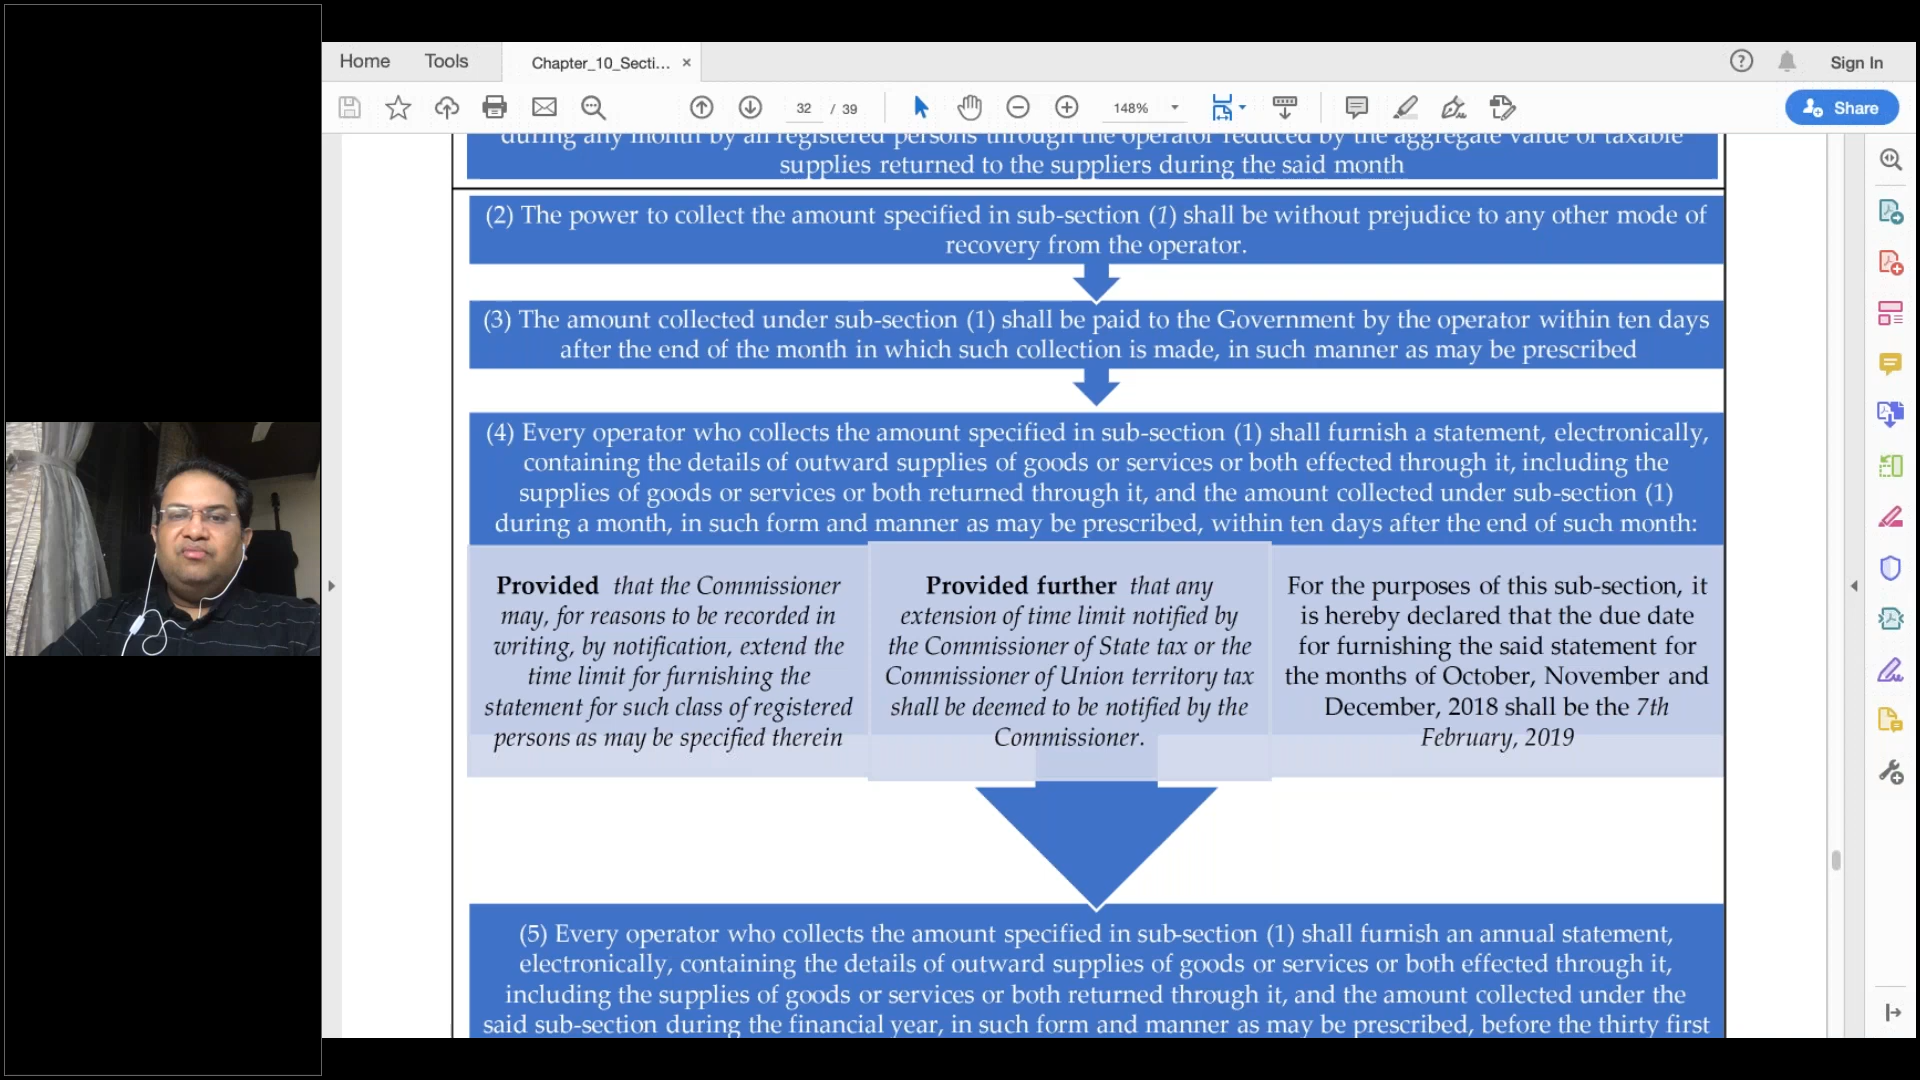 Home
Tools
Chapter_10_Secti... ×
Sign In
32 / 39
148%
Share
during any month by all registered persons through the operator reduced by the aggregate value of taxable
supplies returned to the suppliers during the said month
(2) The power to collect the amount specified in sub-section (1) shall be without prejudice to any other mode of
recovery from the operator.
(3) The amount collected under sub-section (1) shall be paid to the Government by the operator within ten days
after the end of the month in which such collection is made, in such manner as may be prescribed
(4) Every operator who collects the amount specified in sub-section (1) shall furnish a statement, electronically,
containing the details of outward supplies of goods or services or both effected through it, including the
supplies of goods or services or both returned through it, and the amount collected under sub-section (1)
during a month, in such form and manner as may be prescribed, within ten days after the end of such month:
Provided that the Commissioner
may, for reasons to be recorded in
writing, by notification, extend the
time limit for furnishing the
statement for such class of registered
persons as may be specified therein
Provided further that any
extension of time limit notified by
the Commissioner of State tax or the
Commissioner of Union territory tax
shall be deemed to be notified by the
Commissioner.
For the purposes of this sub-section, it
is hereby declared that the due date
for furnishing the said statement for
the months of October, November and
December, 2018 shall be the 7th
February, 2019
(5) Every operator who collects the amount specified in sub-section (1) shall furnish an annual statement,
electronically, containing the details of outward supplies of goods or services or both effected through it,
including the supplies of goods or services or both returned through it, and the amount collected under the
said sub-section during the financial year, in such form and manner as may be prescribed, before the thirty first